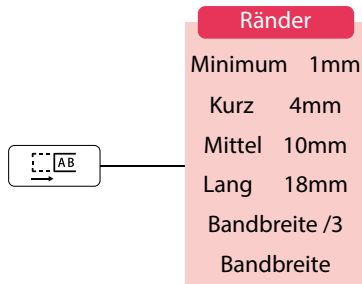 Ränder
Minimum 1mm
Kurz 4mm
Mittel 10mm
AB
Lang 18mm
Bandbreite /3
Bandbreite